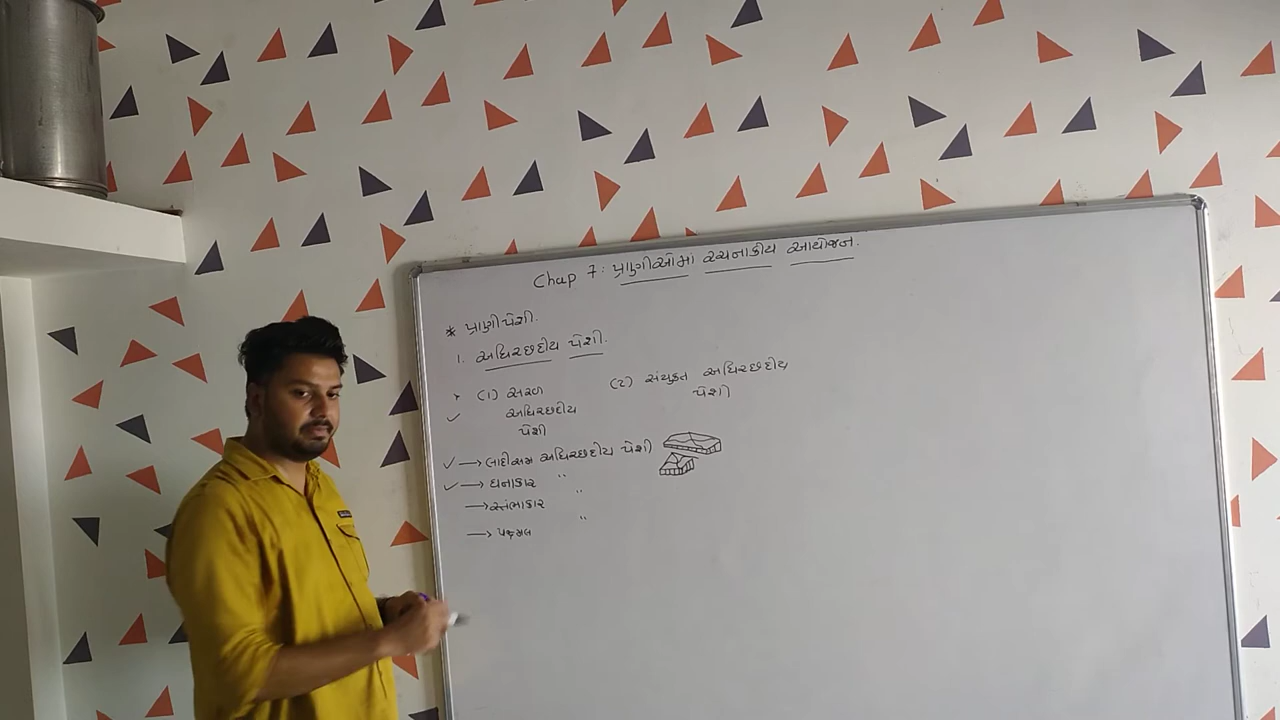 Chap 7: પ્રાણીઓમાં રચનાકીય આયોજન.
* પ્રાણીપેશી.
1. અધિચ્છદીય પેશી.
(1) સરળ અધિચ્છદીય પેશી
(2) સંયુક્ત અધિચ્છદીય પેશી
→ લાદીસમ અધિચ્છદીય પેશી
→ ઘનાકાર "
→ સ્તંભાકાર "
→ પક્ષ્મલ "